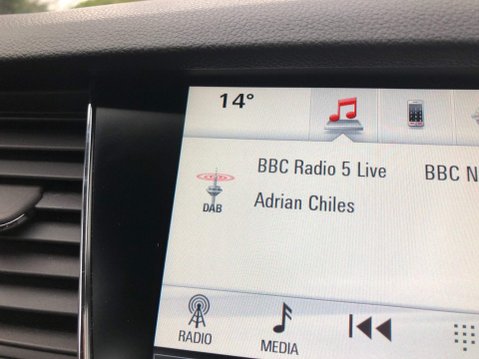 14°
BBC Radio 5 Live BBC N
DAB Adrian Chiles
RADIO
MEDIA